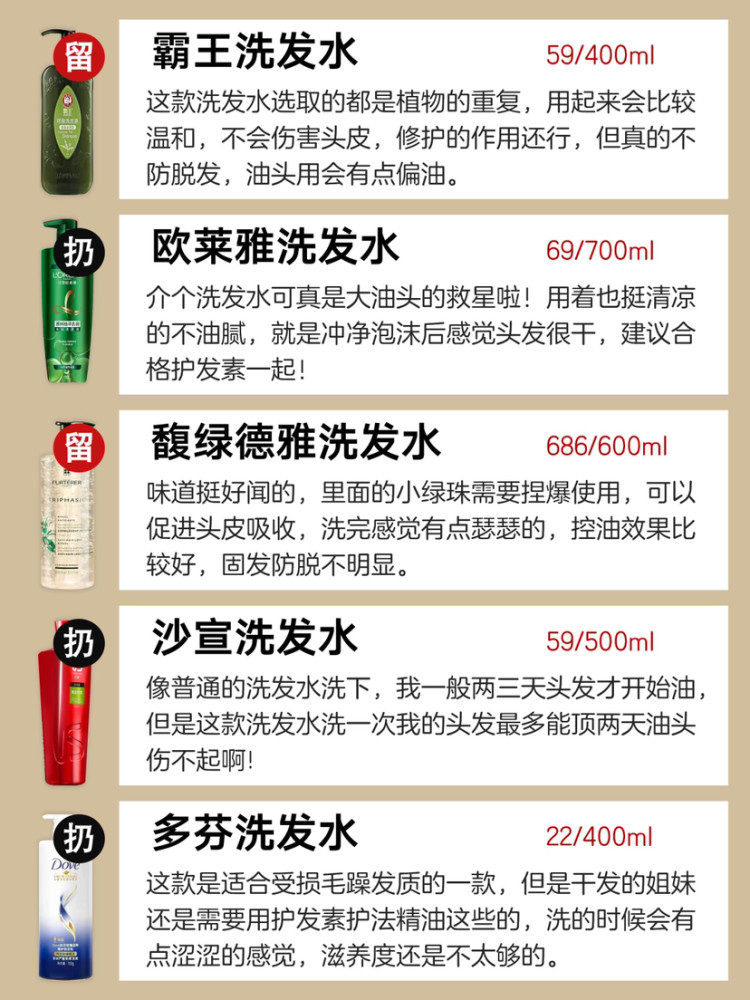 留
霸王洗发水
59/400ml
这款洗发水选取的都是植物的重复，用起来会比较
温和，不会伤害头皮，修护的作用还行，但真的不
防脱发，油头用会有点偏油。
扔
欧莱雅洗发水
69/700ml
介个洗发水可真是大油头的救星啦！用着也挺清凉
的不油腻，就是冲净泡沫后感觉头发很干，建议合
格护发素一起！
留
馥绿德雅洗发水
686/600ml
味道挺好闻的，里面的小绿珠需要捏爆使用，可以
促进头皮吸收，洗完感觉有点瑟瑟的，控油效果比
较好，固发防脱不明显。
FURTERER
扔
沙宣洗发水
59/500ml
像普通的洗发水洗下，我一般两三天头发才开始油，
但是这款洗发水洗一次我的头发最多能顶两天油头
伤不起啊!
扔
多芬洗发水
22/400ml
这款是适合受损毛躁发质的一款，但是干发的姐妹
还是需要用护发素护法精油这些的，洗的时候会有
点涩涩的感觉，滋养度还是不太够的。
Dove